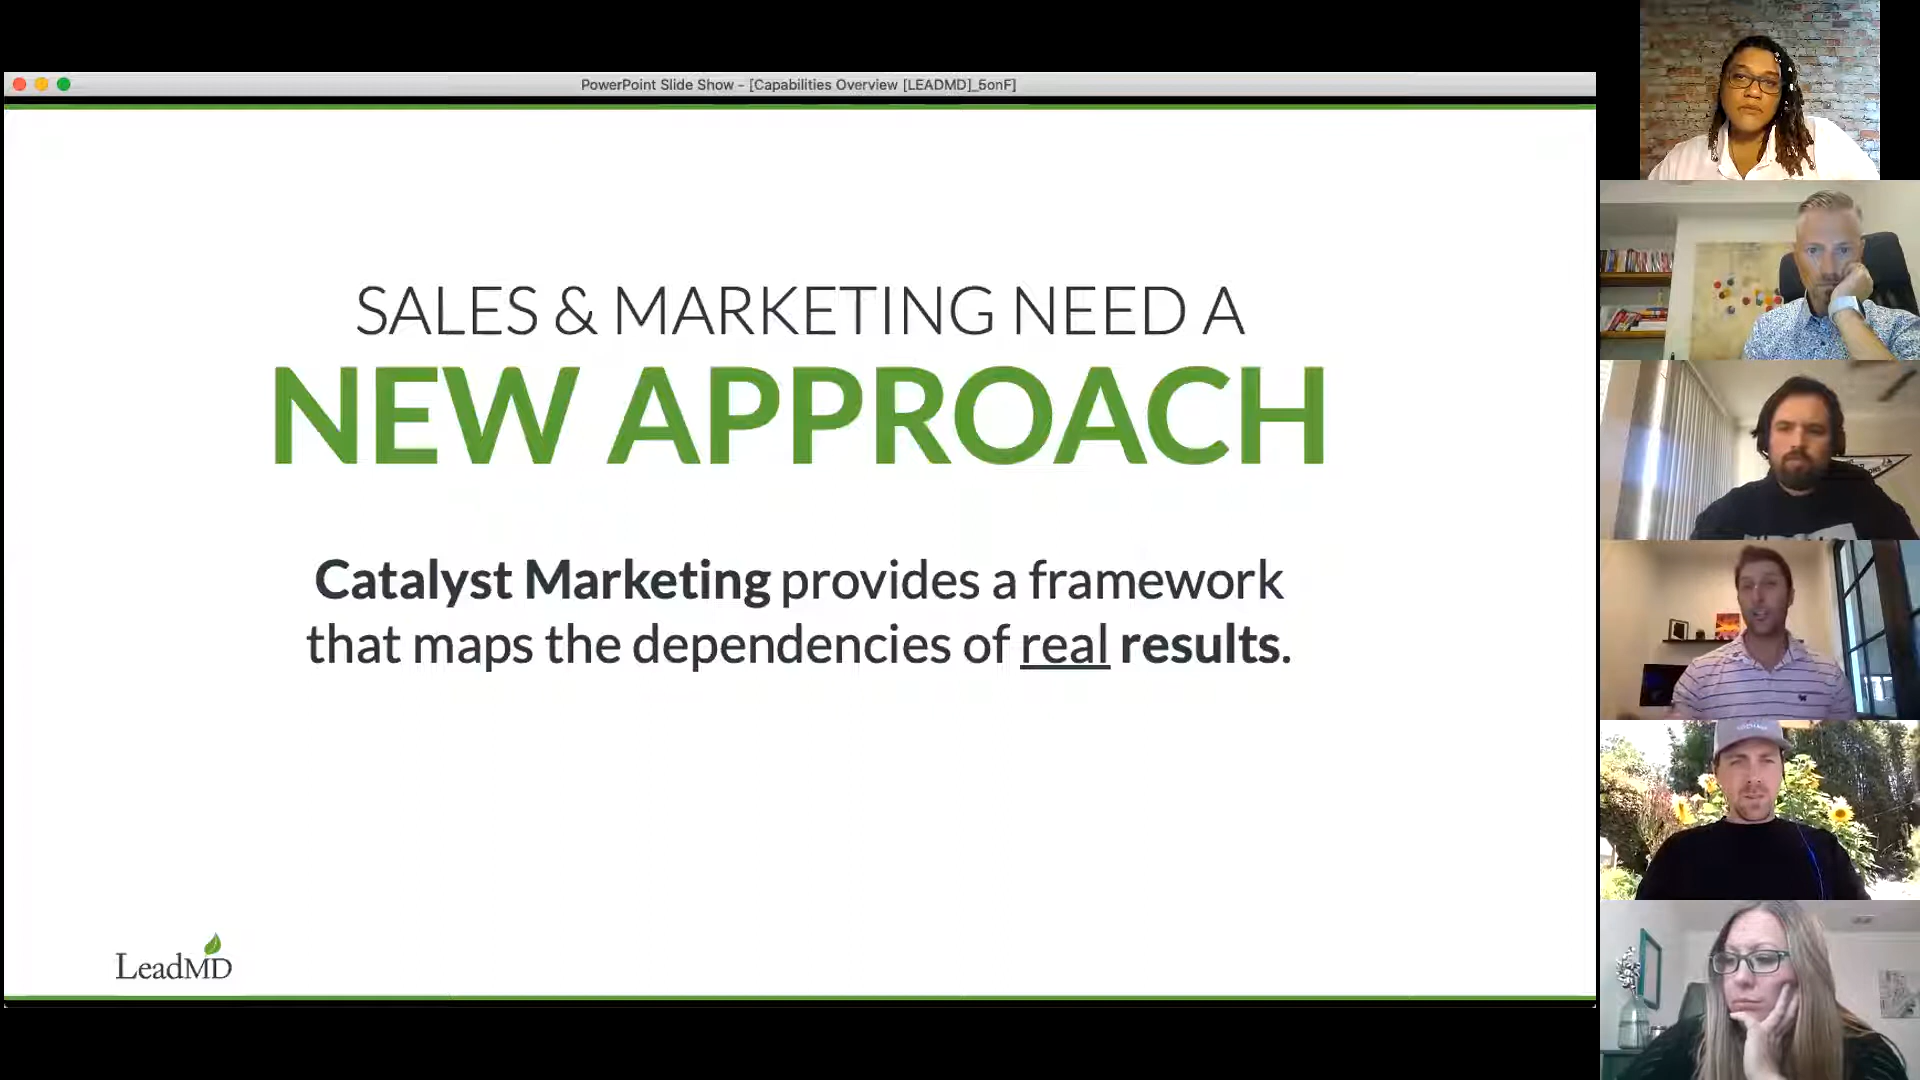 PowerPoint Slide Show - [Capabilities Overview [LEADMD]_5onF]
SALES & MARKETING NEED A
NEW APPROACH
Catalyst Marketing provides a framework
that maps the dependencies of real results.
LeadMD